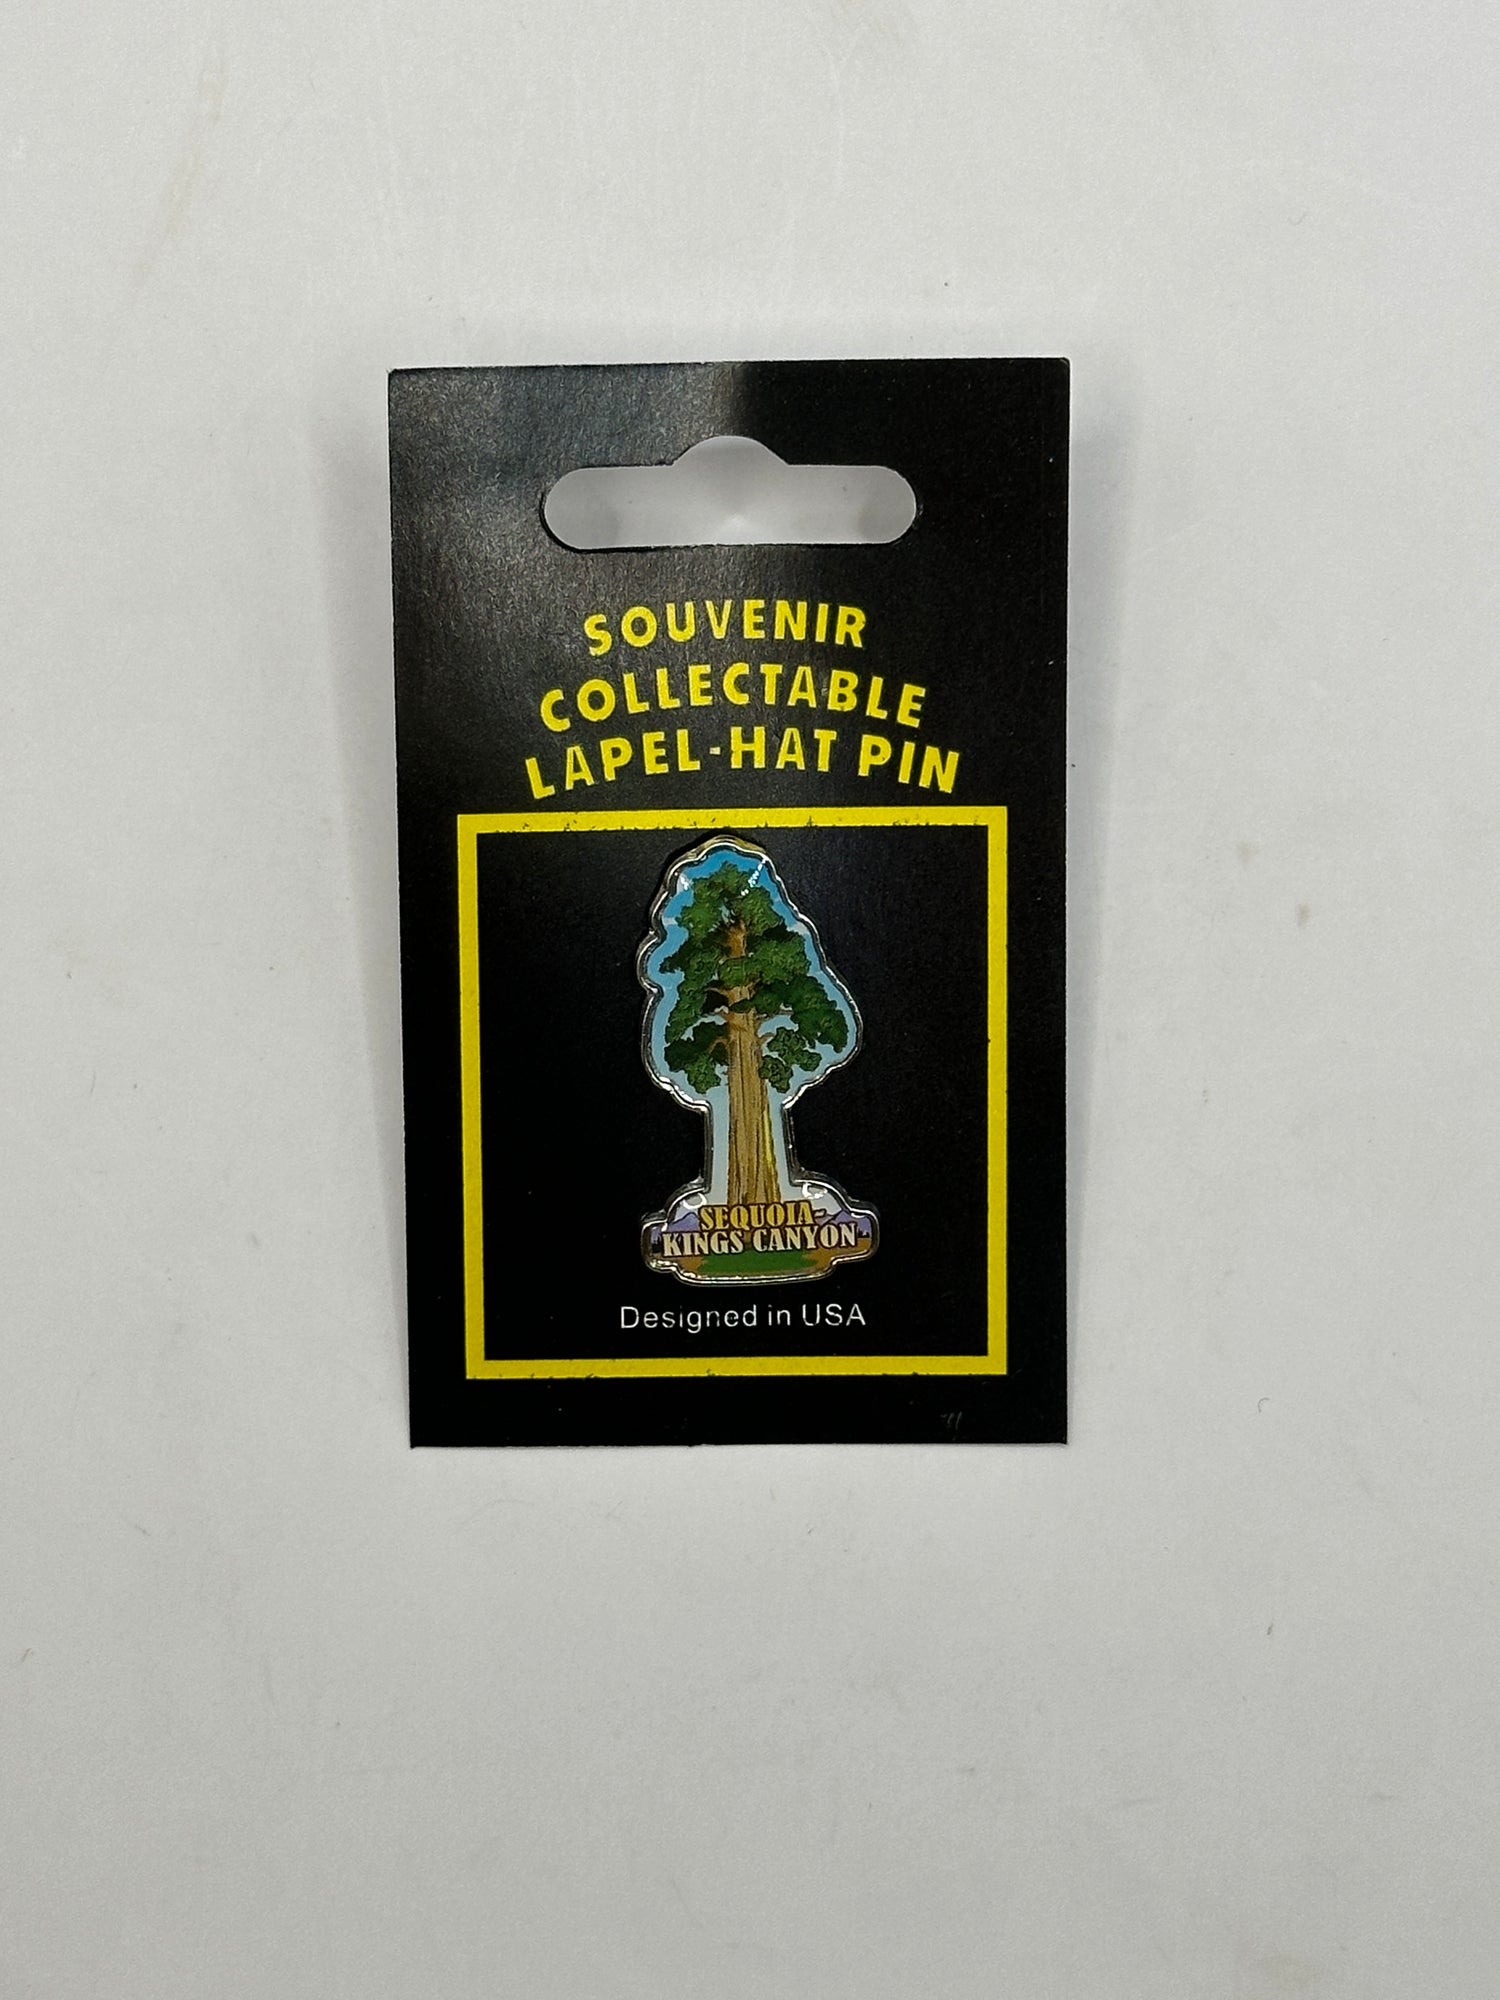 SOUVENIR
COLLECTABLE
LAPEL-HAT PIN
SEQUOIA-
KINGS CANYON
Designed in USA